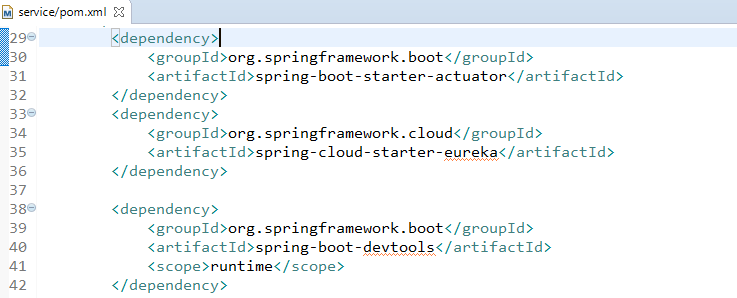 service/pom.xml
29 <dependency>
30 <groupId>org.springframework.boot</groupId>
31 <artifactId>spring-boot-starter-actuator</artifactId>
32 </dependency>
33 <dependency>
34 <groupId>org.springframework.cloud</groupId>
35 <artifactId>spring-cloud-starter-eureka</artifactId>
36 </dependency>
37
38 <dependency>
39 <groupId>org.springframework.boot</groupId>
40 <artifactId>spring-boot-devtools</artifactId>
41 <scope>runtime</scope>
42 </dependency>